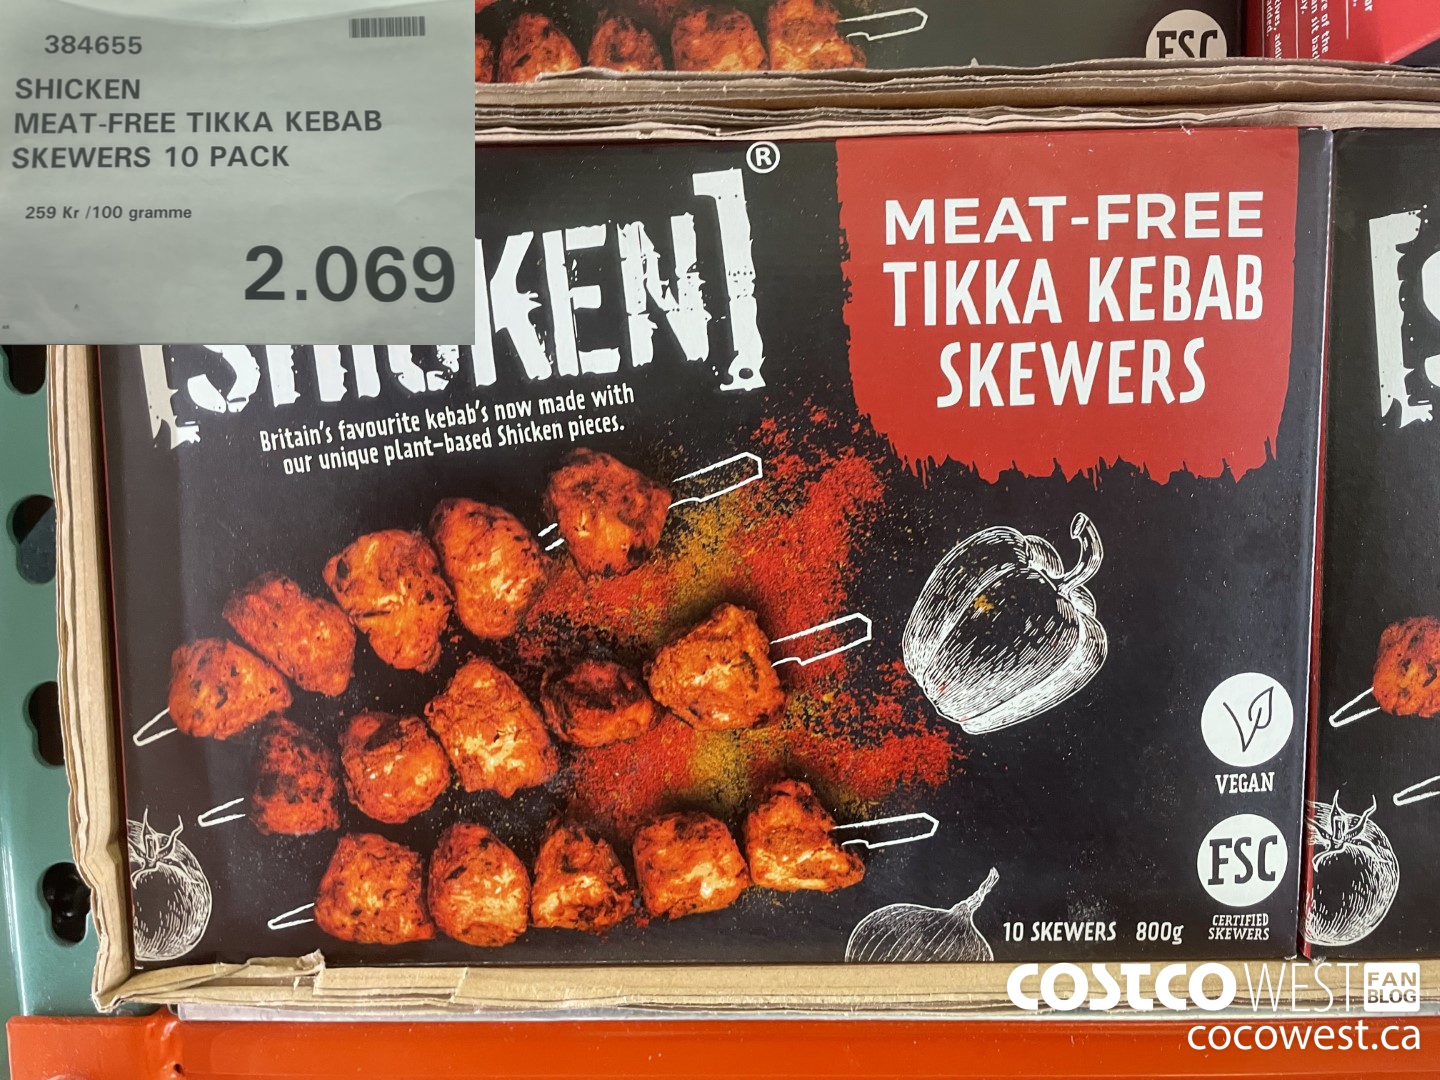 384655
SHICKEN
MEAT-FREE TIKKA KEBAB
SKEWERS 10 PACK
259 Kr /100 gramme
2.069
FSC
[SHICKEN]®
Britain's favourite kebab's now made with
our unique plant-based Shicken pieces.
MEAT-FREE
TIKKA KEBAB
SKEWERS
VEGAN
FSC
CERTIFIED
SKEWERS
10 SKEWERS 800g
COSTCO WEST FAN
BLOG
cocowest.ca